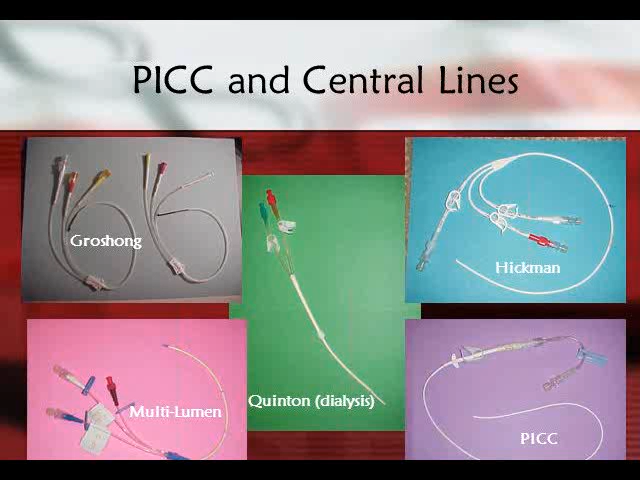 PICC and Central Lines
Groshong
Hickman
Multi-Lumen
Quinton (dialysis)
PICC